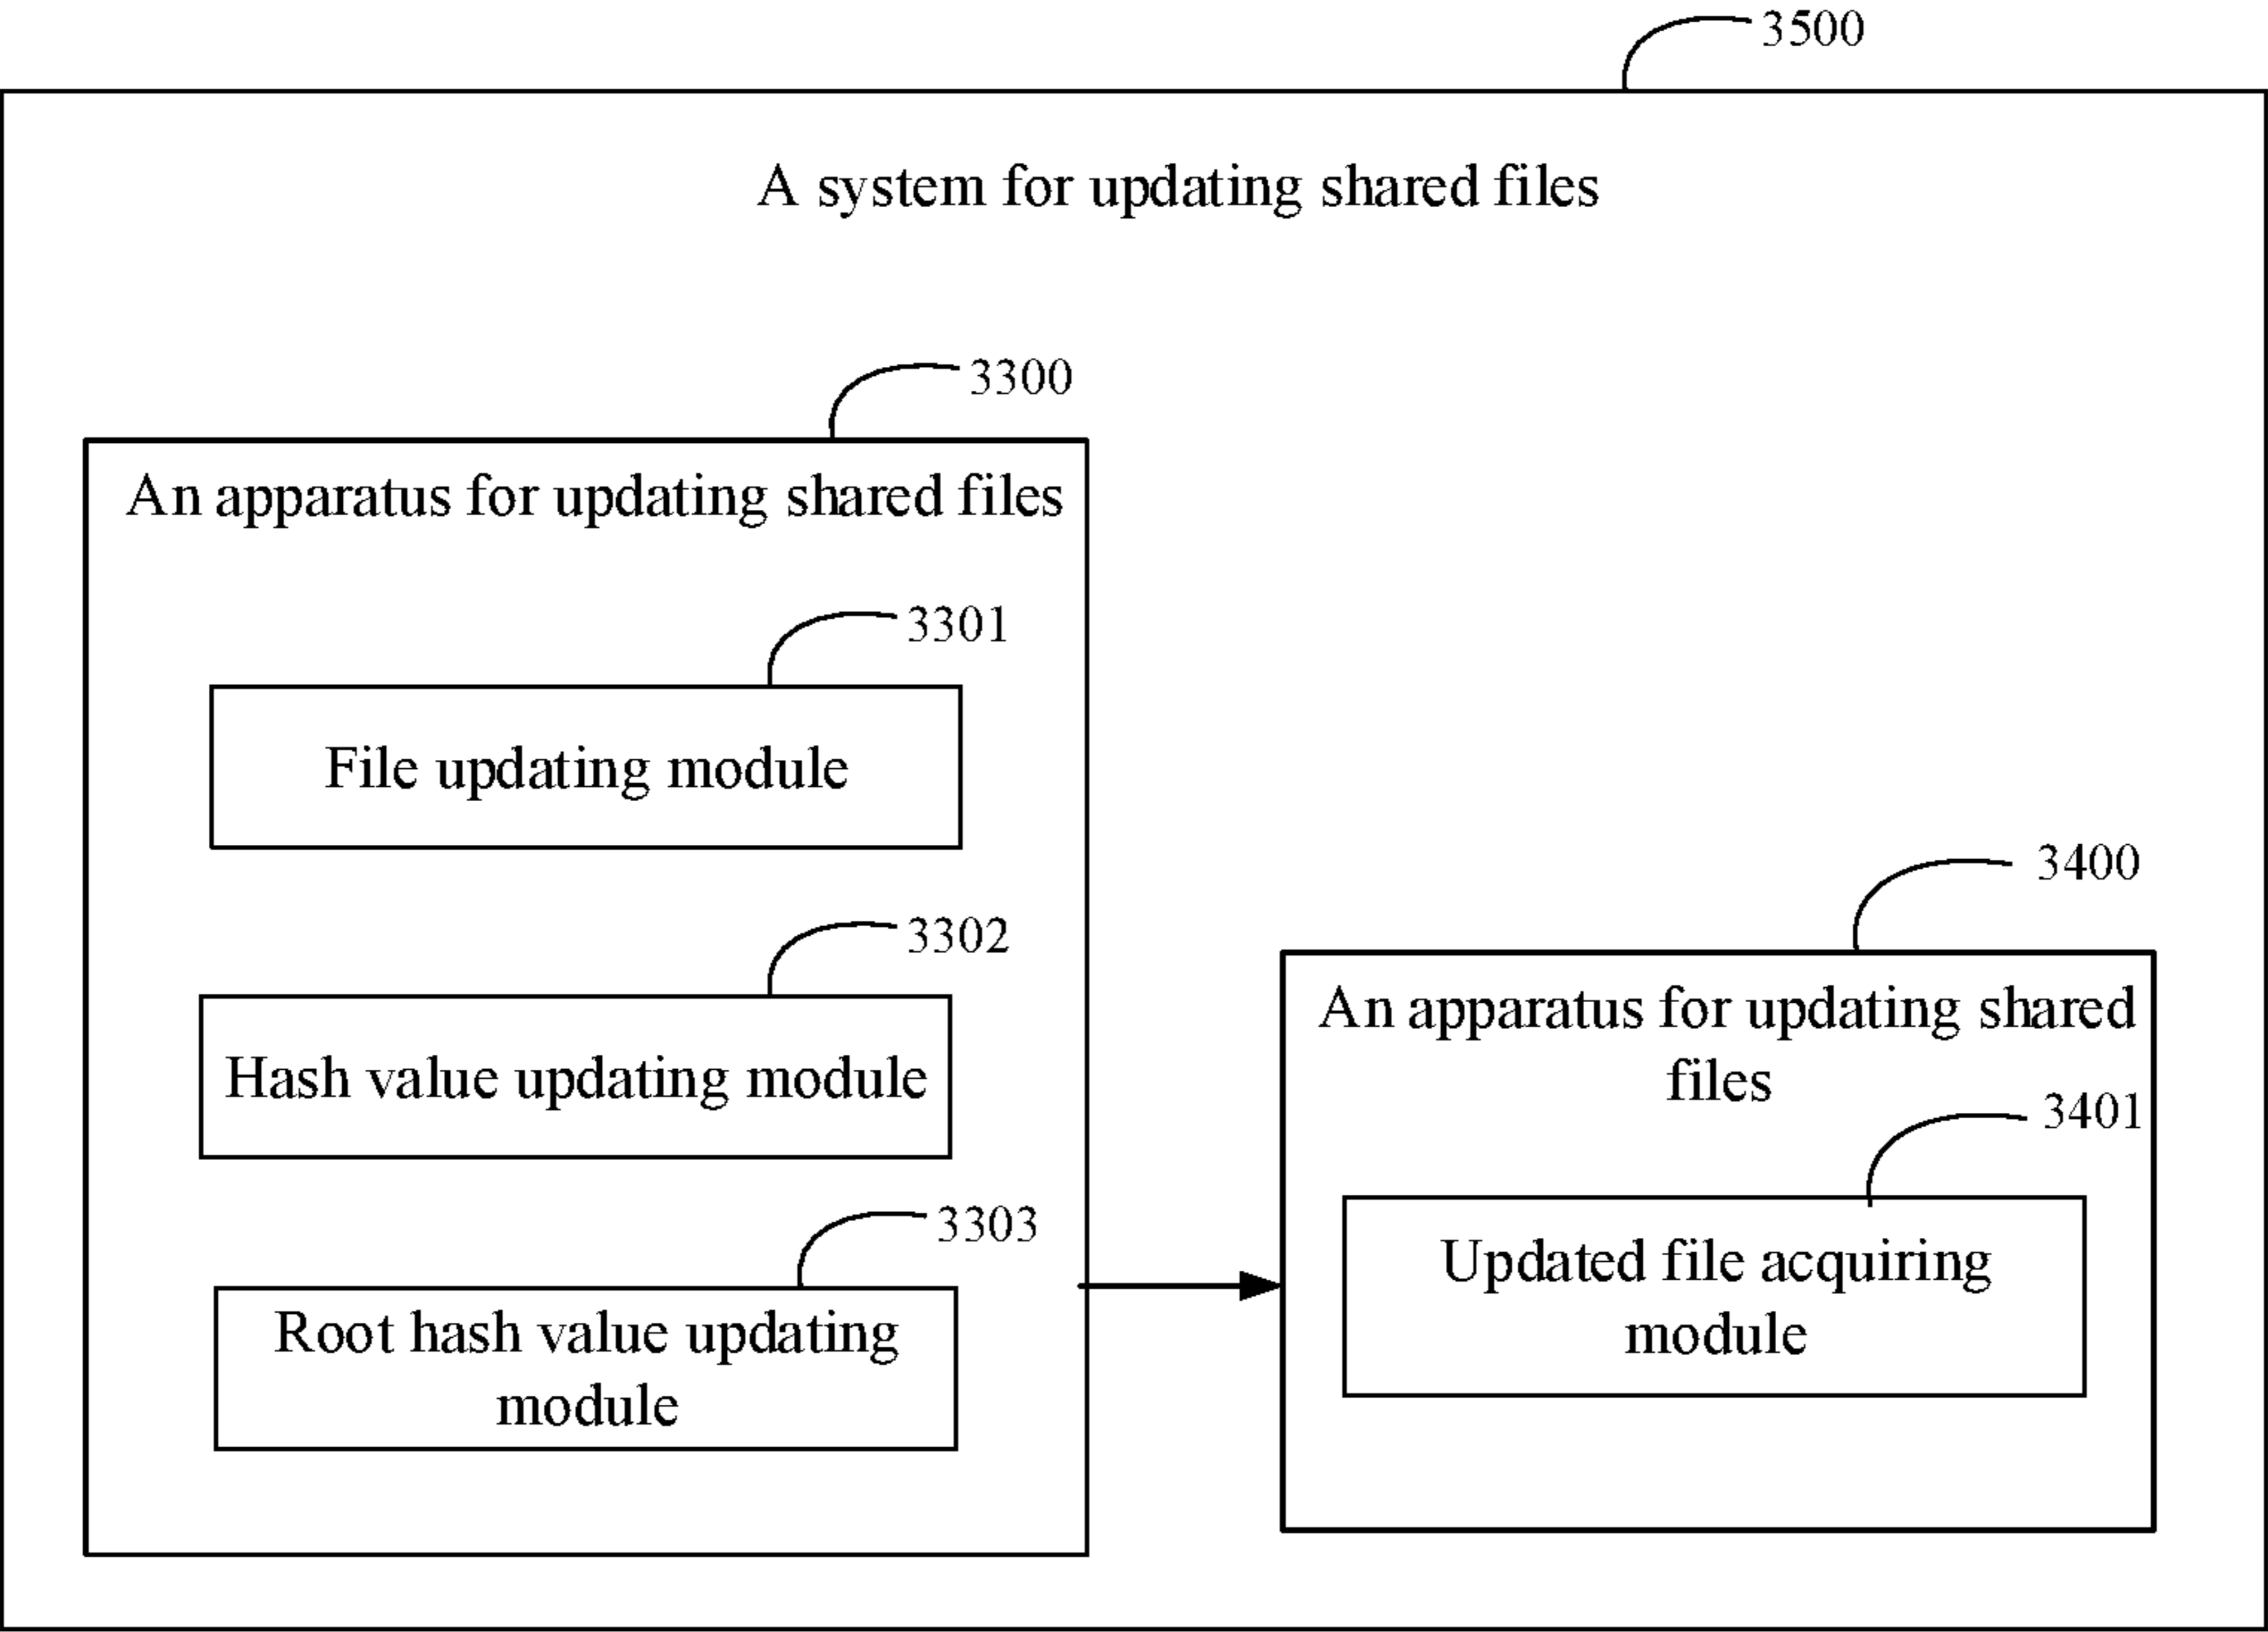 3500
A system for updating shared files
3300
An apparatus for updating shared files
3301
File updating module
3302
Hash value updating module
3303
Root hash value updating
module
3400
An apparatus for updating shared
files
3401
Updated file acquiring
module